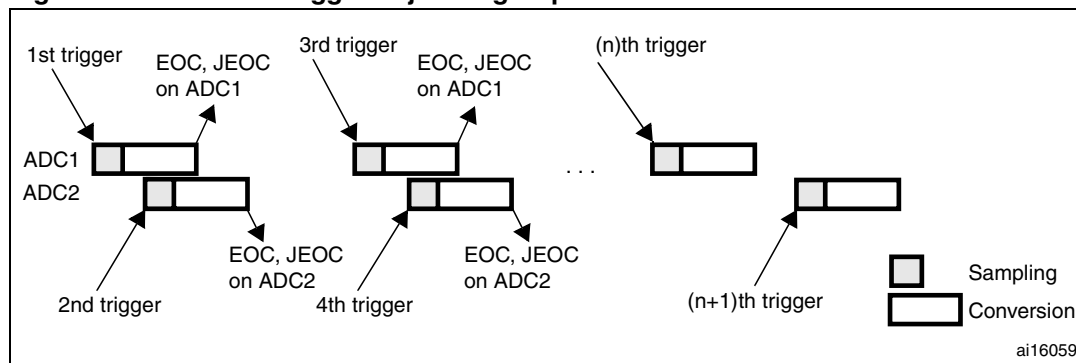 1st trigger
EOC, JEOC
on ADC1
3rd trigger
EOC, JEOC
on ADC1
(n)th trigger
ADC1
ADC2
. . .
EOC, JEOC
on ADC2
2nd trigger
EOC, JEOC
on ADC2
4th trigger
(n+1)th trigger
Sampling
Conversion
ai16059